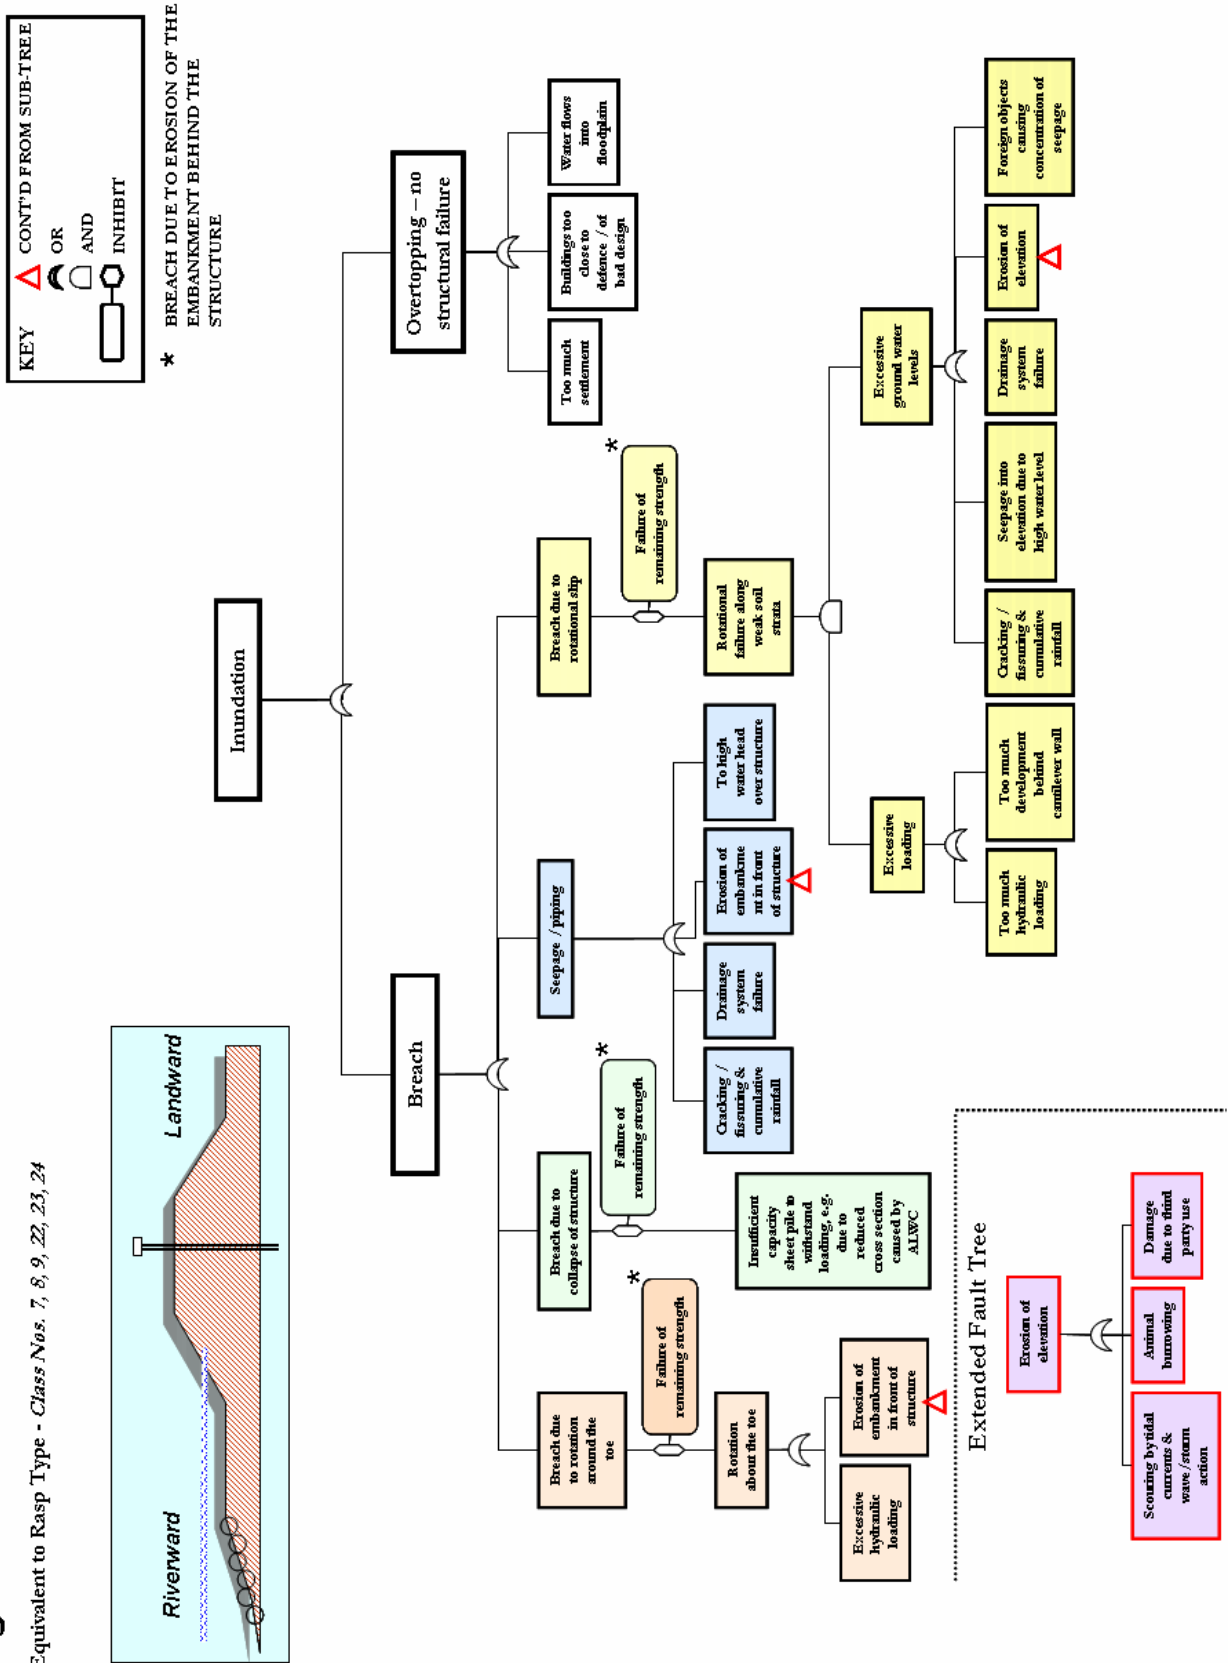 Equivalent to Rasp Type - Class Nos. 7, 8, 9, 22, 23, 24
Riverward
Landward
KEY
CONT'D FROM SUB-TREE
OR
AND
INHIBIT
* BREACH DUE TO EROSION OF THE
EMBANKMENT BEHIND THE
STRUCTURE
Inundation
Breach
Overtopping – no
structural failure
Breach due
to rotation
around the
toe
Breach due to
collapse of structure
Seepage / piping
Breach due to
rotational slip
Too much
settlement
Buildings too
close to
defence / of
bad design
Water flows
into
floodplain
*
Failure of
remaining strength
*
Failure of
remaining strength
*
Failure of
remaining strength
Rotation
about the toe
Insufficient
capacity
sheet pile to
withstand
loading, e.g.
due to
reduced
cross section
caused by
ALWC
Cracking /
fissuring &
cumulative
rainfall
Drainage
system
failure
Erosion of
embankme
nt in front
of structure
To high
water head
over structure
Rotational
failure along
weak soil
strata
Excessive
hydraulic
loading
Erosion of
embankment
in front of
structure
Excessive
loading
Excessive
ground water
levels
Too much
hydraulic
loading
Too much
development
behind
cantilever wall
Cracking /
fissuring &
cumulative
rainfall
Seepage into
elevation due to
high water level
Drainage
system
failure
Erosion of
elevation
Foreign objects
causing
concentration of
seepage
Extended Fault Tree
Erosion of
elevation
Scouring by tidal
currents &
wave / storm
action
Animal
burrowing
Damage
due to third
party use